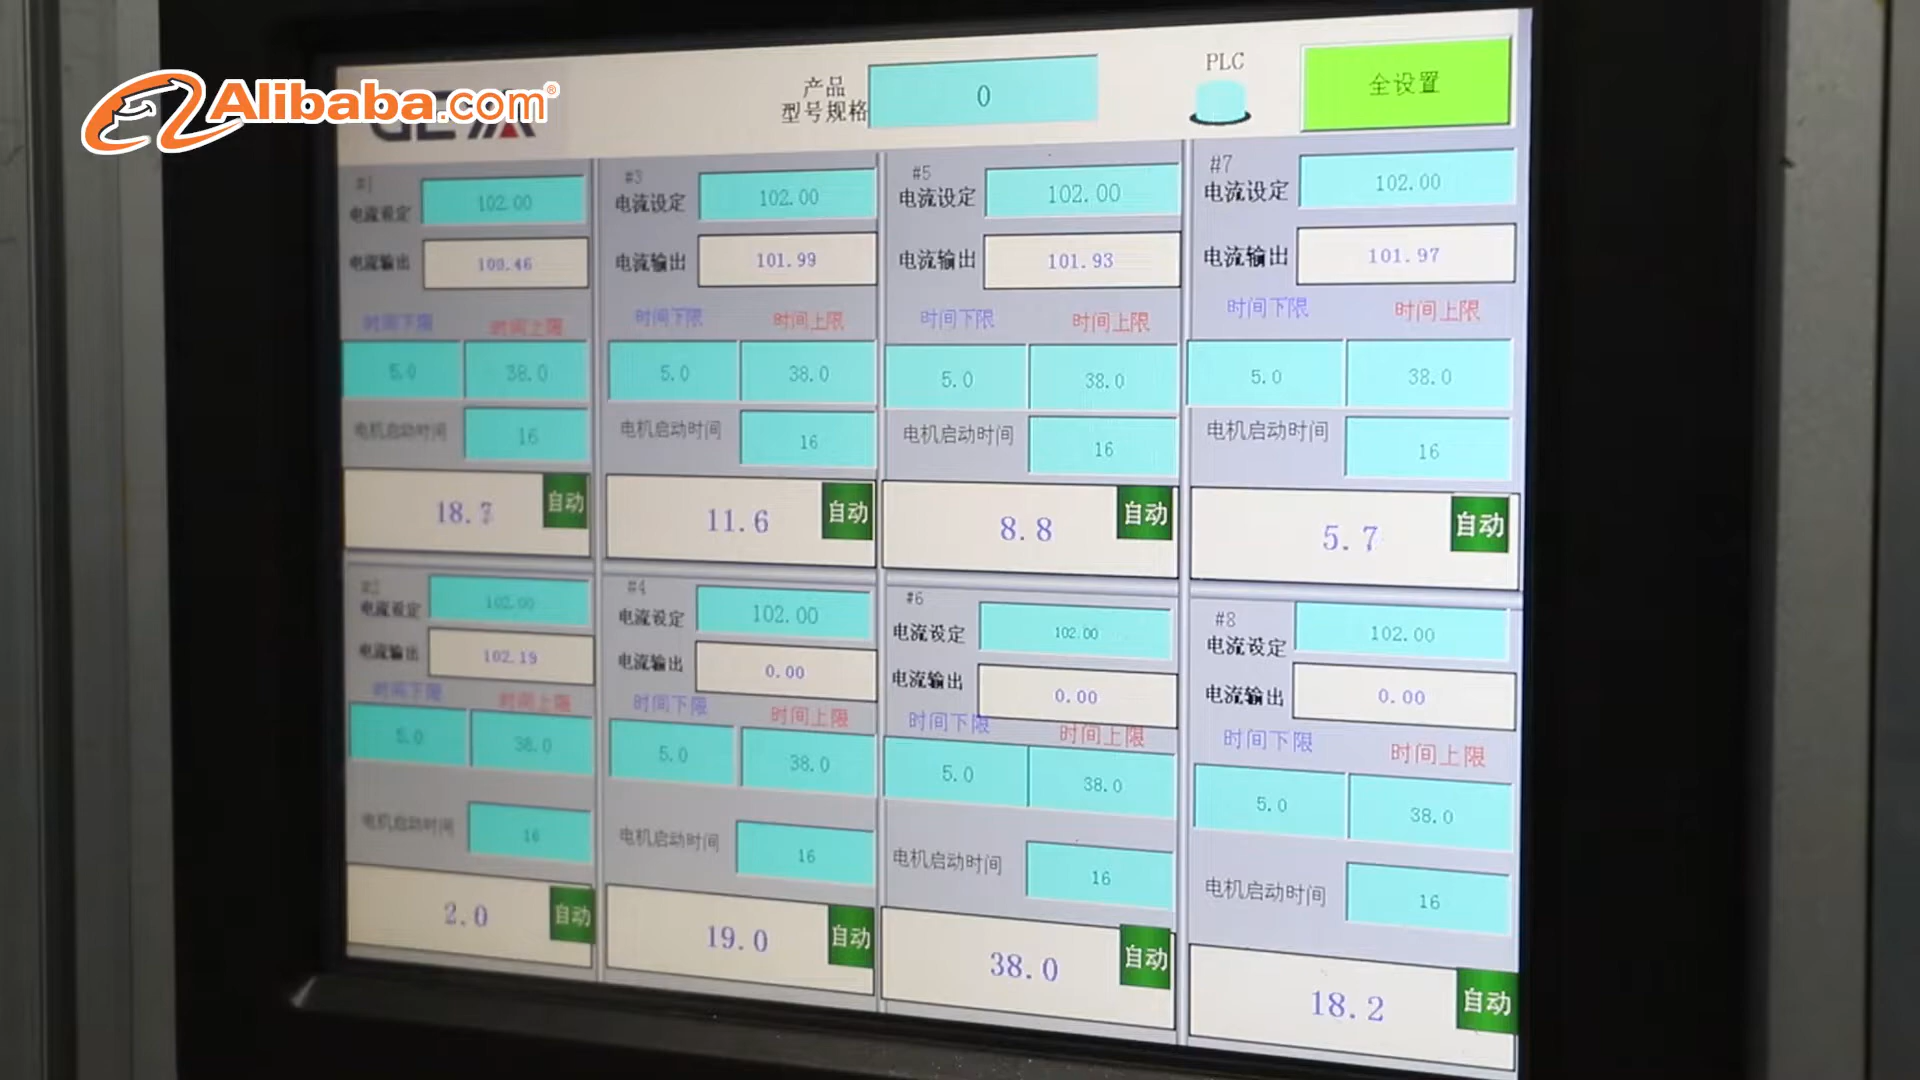 Alibaba.com®
产品
型号规格
0
PLC
全设置
#1
电流设定
102.00
电流输出
100.46
时间下限
时间上限
5.0
38.0
电机启动时间
16
18.7
自动
#3
电流设定
102.00
电流输出
101.99
时间下限
时间上限
5.0
38.0
电机启动时间
16
11.6
自动
#5
电流设定
102.00
电流输出
101.93
时间下限
时间上限
5.0
38.0
电机启动时间
16
8.8
自动
#7
电流设定
102.00
电流输出
101.97
时间下限
时间上限
5.0
38.0
电机启动时间
16
5.7
自动
#2
电流设定
102.00
电流输出
102.19
时间下限
时间上限
5.0
38.0
电机启动时间
16
2.0
自动
#4
电流设定
102.00
电流输出
0.00
时间下限
时间上限
5.0
38.0
电机启动时间
16
19.0
自动
#6
电流设定
102.00
电流输出
0.00
时间下限
时间上限
5.0
38.0
电机启动时间
16
38.0
自动
#8
电流设定
102.00
电流输出
0.00
时间下限
时间上限
5.0
38.0
电机启动时间
16
18.2
自动